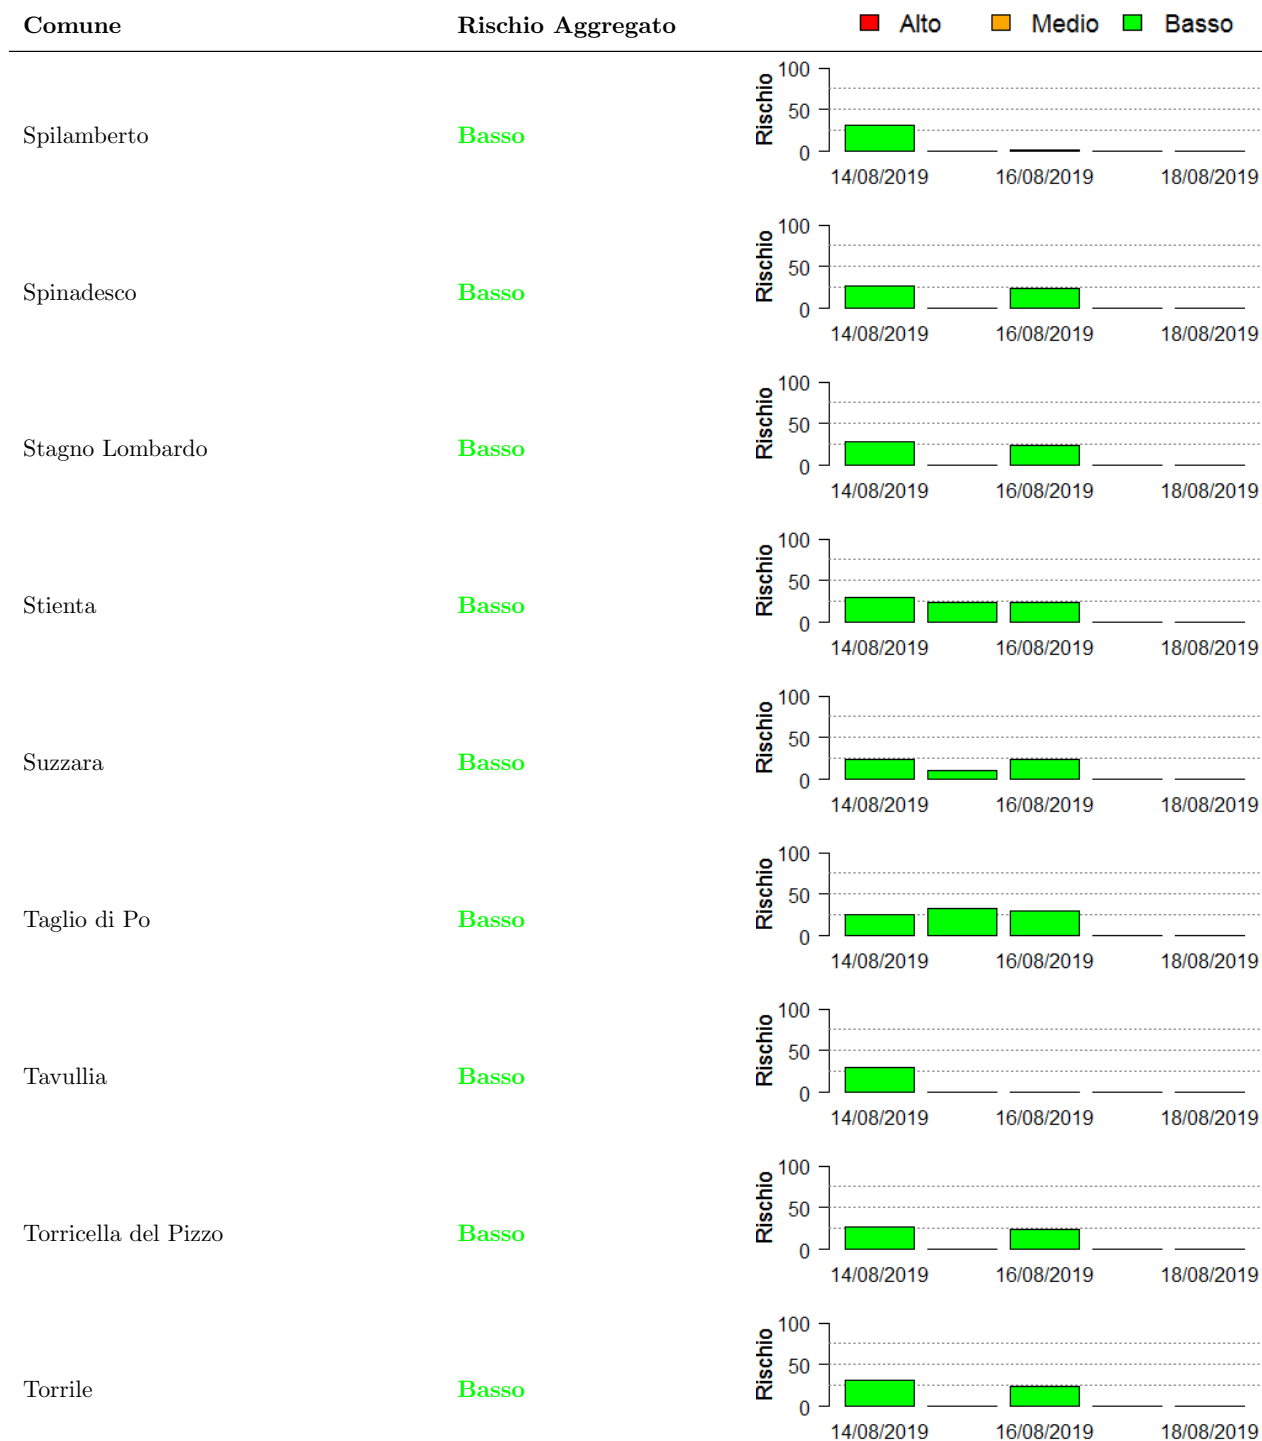 Comune Rischio Aggregato Alto Medio Basso
Spilamberto Basso Rischio 100 50 0
14/08/2019 16/08/2019 18/08/2019
Spinadesco Basso Rischio 100 50 0
14/08/2019 16/08/2019 18/08/2019
Stagno Lombardo Basso Rischio 100 50 0
14/08/2019 16/08/2019 18/08/2019
Stienta Basso Rischio 100 50 0
14/08/2019 16/08/2019 18/08/2019
Suzzara Basso Rischio 100 50 0
14/08/2019 16/08/2019 18/08/2019
Taglio di Po Basso Rischio 100 50 0
14/08/2019 16/08/2019 18/08/2019
Tavullia Basso Rischio 100 50 0
14/08/2019 16/08/2019 18/08/2019
Torricella del Pizzo Basso Rischio 100 50 0
14/08/2019 16/08/2019 18/08/2019
Torrile Basso Rischio 100 50 0
14/08/2019 16/08/2019 18/08/2019